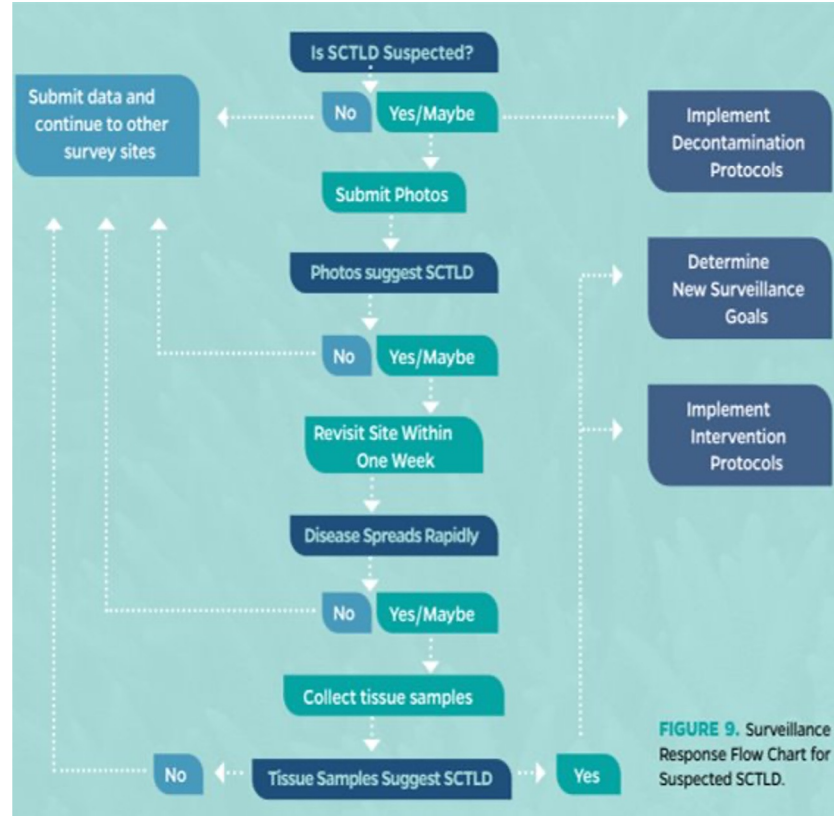 Is SCTLD Suspected?
Submit data and
continue to other
survey sites
No
Yes/Maybe
Implement
Decontamination
Protocols
Submit Photos
Photos suggest SCTLD
Determine
New Surveillance
Goals
No
Yes/Maybe
Revisit Site Within
One Week
Implement
Intervention
Protocols
Disease Spreads Rapidly
No
Yes/Maybe
Collect tissue samples
No
Tissue Samples Suggest SCTLD
Yes
FIGURE 9. Surveillance
Response Flow Chart for
Suspected SCTLD.